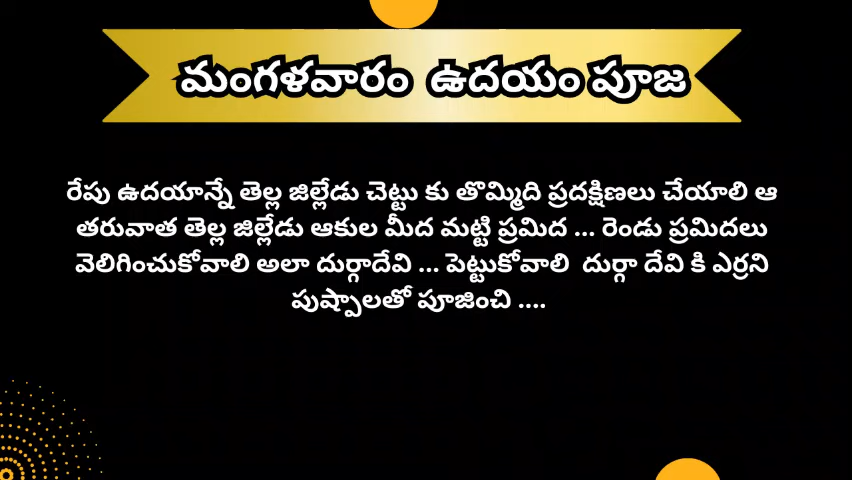 మంగళవారం ఉదయం పూజ
రేపు ఉదయాన్నే తెల్ల జిల్లేడు చెట్టు కు తొమ్మిది ప్రదక్షిణలు చేయాలి ఆ
తరువాత తెల్ల జిల్లేడు ఆకుల మీద మట్టి ప్రమిద ... రెండు ప్రమిదలు
వెలిగించుకోవాలి అలా దుర్గాదేవి ... పెట్టుకోవాలి దుర్గా దేవి కి ఎర్రని
పుష్పాలతో పూజించి ....